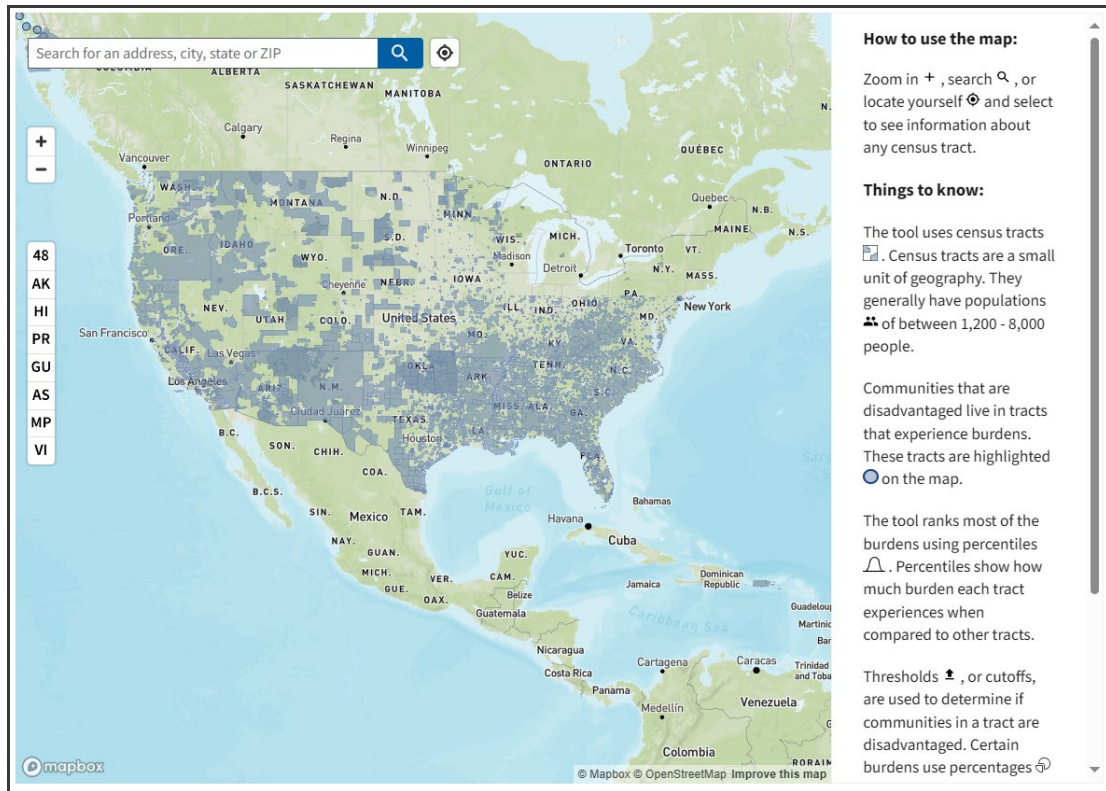 Search for an address, city, state or ZIP
ALBERTA
SASKATCHEWAN
MANITOBA
Calgary
Regina
Winnipeg
Vancouver
ONTARIO
QUÉBEC
Quebec
N.B.
MAINE
N.S.
WASH.
MONTANA
N.D.
MINN.
Portland
ORE.
IDAHO
S.D.
WIS.
MICH.
Toronto
VT.
WYO.
Madison
Detroit
N.Y.
MASS.
Cheyenne
NEBR.
IOWA
PA.
NEV.
UTAH
COLO.
United States
ILL.
IND.
OHIO
MD.
New York
San Francisco
CALIF.
Las Vegas
MO.
KY.
VA.
Los Angeles
ARIZ.
N.M.
OKLA.
ARK.
TENN.
N.C.
S.C.
Ciudad Juárez
TEXAS
MISS.
ALA.
GA.
B.C.
SON.
CHIH.
Houston
LA.
FLA.
COA.
B.C.S.
Gulf of
Mexico
SIN.
Mexico
TAM.
Bahamas
NAY.
Havana
Cuba
GUAN.
YUC.
MICH.
VER.
CAM.
GUE.
OAX.
Belize
Jamaica
Dominican
Republic
Guatemala
Caribbean Sea
Nicaragua
Costa Rica
Cartagena
Caracas
Trinidad
and Toba
Panama
Medellín
Venezuela
Colombia
RORAIM
+
−
48
AK
HI
PR
GU
AS
MP
VI
mapbox
© Mapbox © OpenStreetMap Improve this map
How to use the map:
Zoom in + , search , or
locate yourself and select
to see information about
any census tract.
Things to know:
The tool uses census tracts
. Census tracts are a small
unit of geography. They
generally have populations
of between 1,200 - 8,000
people.
Communities that are
disadvantaged live in tracts
that experience burdens.
These tracts are highlighted
on the map.
The tool ranks most of the
burdens using percentiles
. Percentiles show how
much burden each tract
experiences when
compared to other tracts.
Thresholds , or cutoffs,
are used to determine if
communities in a tract are
disadvantaged. Certain
burdens use percentages